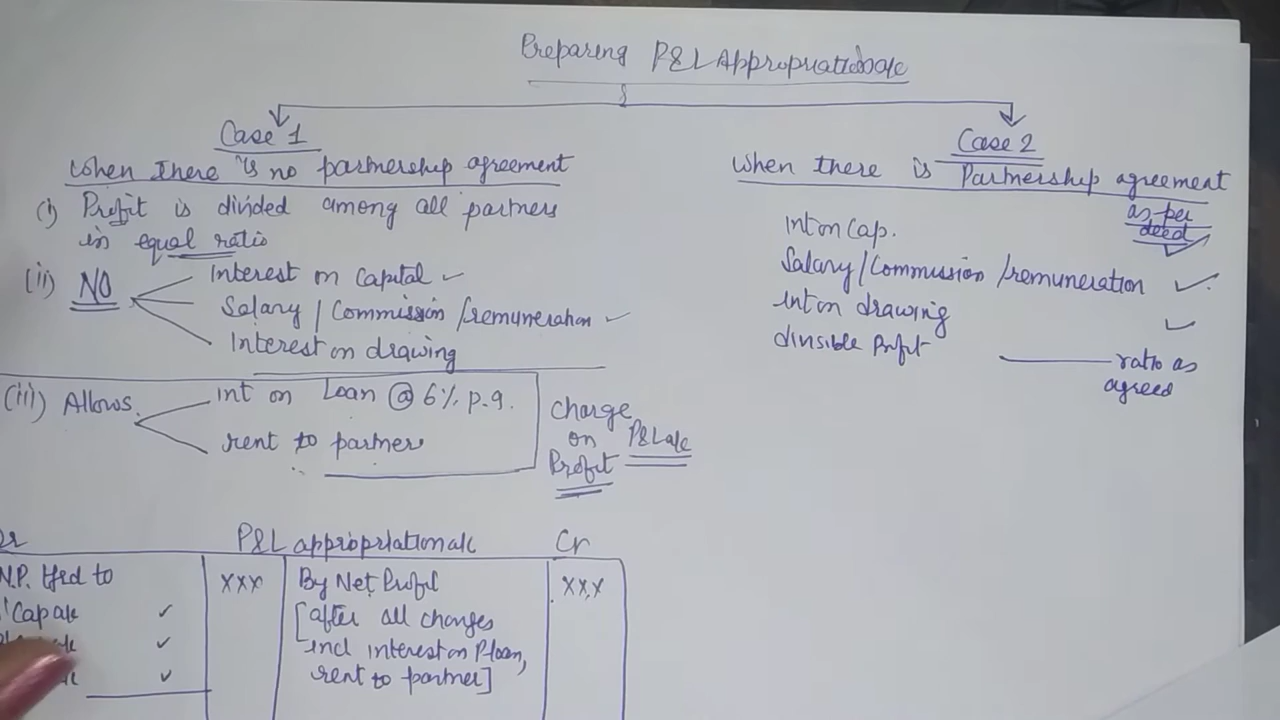 Preparing P&L Appropriation a/c
Case 1
When there is no partnership agreement
(i) Profit is divided among all partners
in equal ratio
(ii) NO
Interest on Capital ✓
Salary / Commission / remuneration ✓
Interest on drawing
(iii) Allows
int on Loan @ 6% p.a.
rent to partner
Charge
on
Profit
P&L a/c
Case 2
When there is Partnership agreement
as per
deed
Int on Cap.
Salary / Commission / remuneration ✓
int on drawing ✓
divisible Profit ratio as
agreed
P&L appropriation a/c Cr
N.P. tfed to xxx By Net Profit xxx
Cap a/c ✓ [after all charges
✓ incl interest on P loan,
✓ rent to partner]